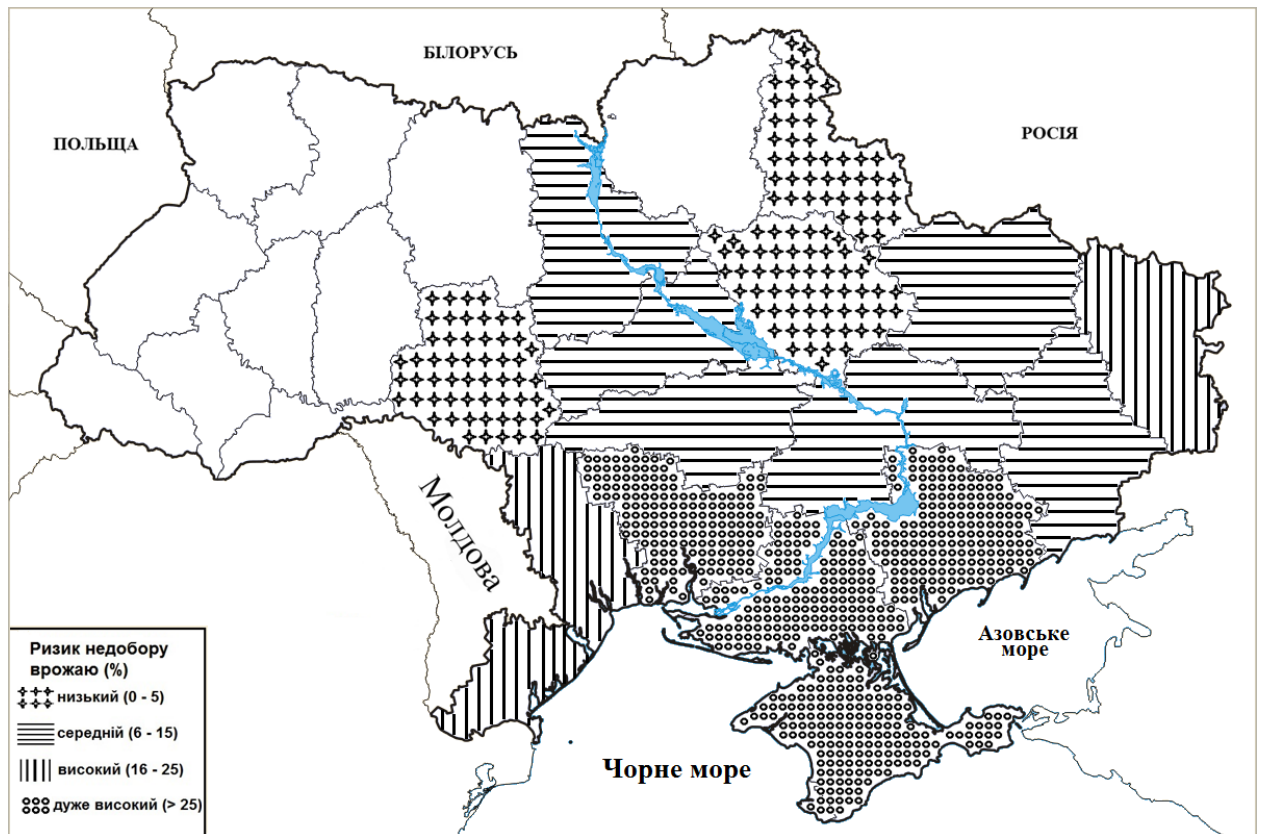 БІЛОРУСЬ
ПОЛЬЩА
РОСІЯ
Молдова
Азовське
море
Чорне море
Ризик недобору
врожаю (%)
низький (0 - 5)
середній (6 - 15)
високий (16 - 25)
дуже високий (> 25)